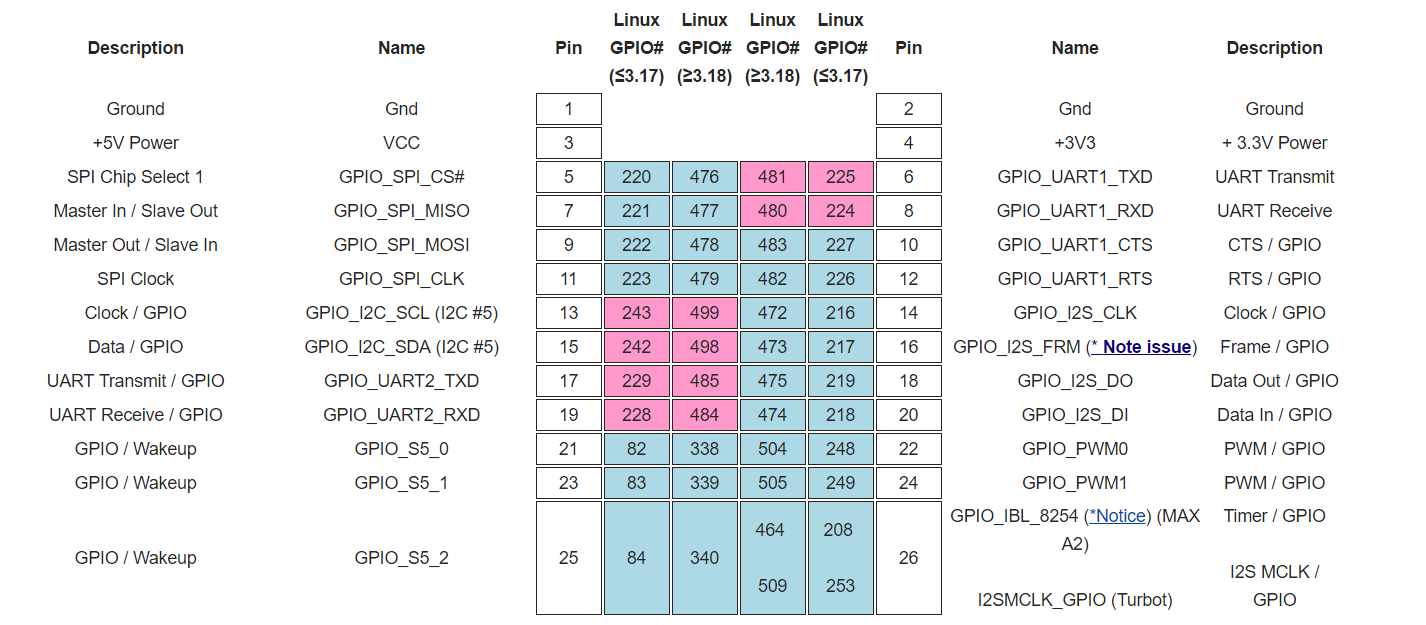 Description Name Pin Linux GPIO# (≤3.17) Linux GPIO# (≥3.18) Linux GPIO# (≥3.18) Linux GPIO# (≤3.17) Pin Name Description
Ground Gnd 1 2 Gnd Ground
+5V Power VCC 3 4 +3V3 + 3.3V Power
SPI Chip Select 1 GPIO_SPI_CS# 5 220 476 481 225 6 GPIO_UART1_TXD UART Transmit
Master In / Slave Out GPIO_SPI_MISO 7 221 477 480 224 8 GPIO_UART1_RXD UART Receive
Master Out / Slave In GPIO_SPI_MOSI 9 222 478 483 227 10 GPIO_UART1_CTS CTS / GPIO
SPI Clock GPIO_SPI_CLK 11 223 479 482 226 12 GPIO_UART1_RTS RTS / GPIO
Clock / GPIO GPIO_I2C_SCL (I2C #5) 13 243 499 472 216 14 GPIO_I2S_CLK Clock / GPIO
Data / GPIO GPIO_I2C_SDA (I2C #5) 15 242 498 473 217 16 GPIO_I2S_FRM (* Note issue) Frame / GPIO
UART Transmit / GPIO GPIO_UART2_TXD 17 229 485 475 219 18 GPIO_I2S_DO Data Out / GPIO
UART Receive / GPIO GPIO_UART2_RXD 19 228 484 474 218 20 GPIO_I2S_DI Data In / GPIO
GPIO / Wakeup GPIO_S5_0 21 82 338 504 248 22 GPIO_PWM0 PWM / GPIO
GPIO / Wakeup GPIO_S5_1 23 83 339 505 249 24 GPIO_PWM1 PWM / GPIO
GPIO / Wakeup GPIO_S5_2 25 84 340 464 208 26 GPIO_IBL_8254 (*Notice) (MAX A2) Timer / GPIO
509 253 I2SMCLK_GPIO (Turbot) I2S MCLK / GPIO